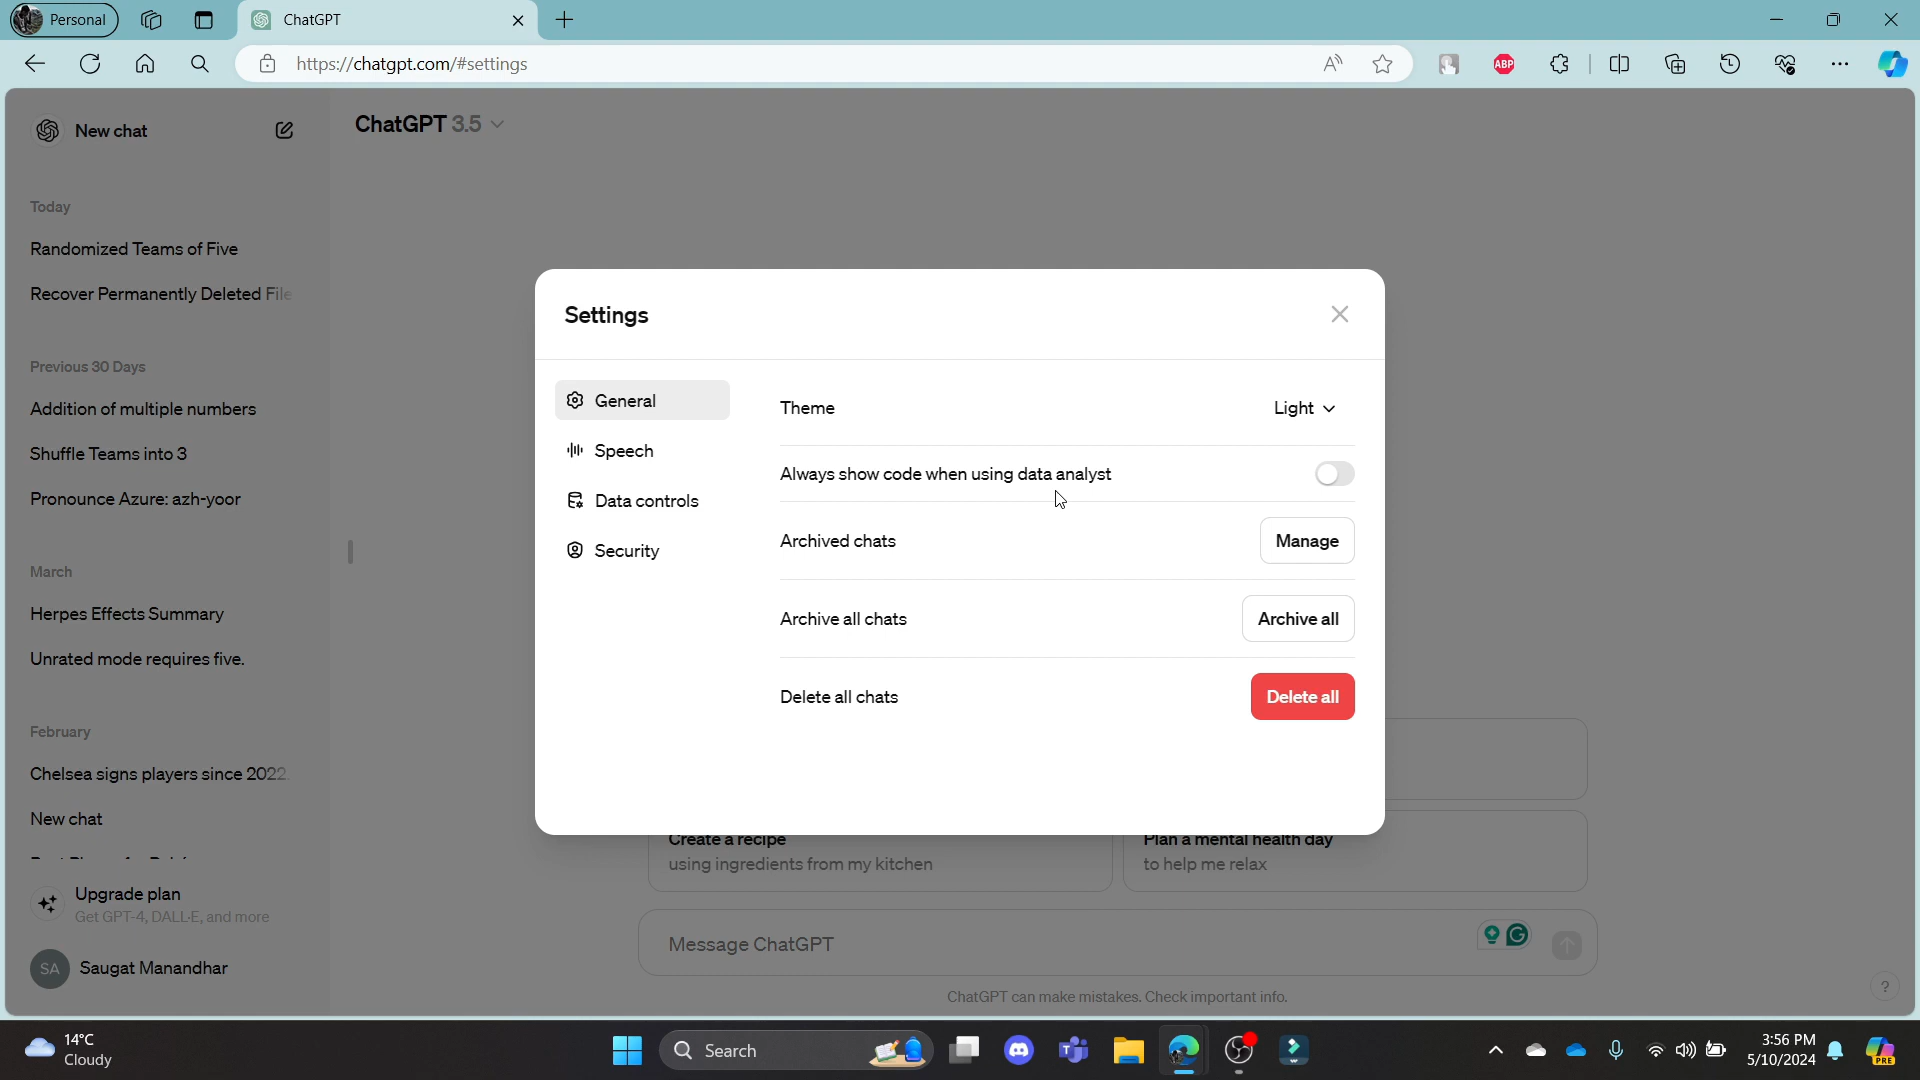 Personal
ChatGPT
https://chatgpt.com/#settings
ABP
New chat
ChatGPT 3.5
Today
Randomized Teams of Five
Recover Permanently Deleted File
Previous 30 Days
Addition of multiple numbers
Shuffle Teams into 3
Pronounce Azure: azh-yoor
March
Herpes Effects Summary
Unrated mode requires five.
February
Chelsea signs players since 2022.
New chat
Upgrade plan
Get GPT-4, DALL·E, and more
SA
Saugat Manandhar
Settings
General
Speech
Data controls
Security
Theme
Light
Always show code when using data analyst
Archived chats
Manage
Archive all chats
Archive all
Delete all chats
Delete all
Create a recipe
using ingredients from my kitchen
Plan a mental health day
to help me relax
Message ChatGPT
ChatGPT can make mistakes. Check important info.
?
14°C
Cloudy
Search
3:56 PM
5/10/2024
PRE